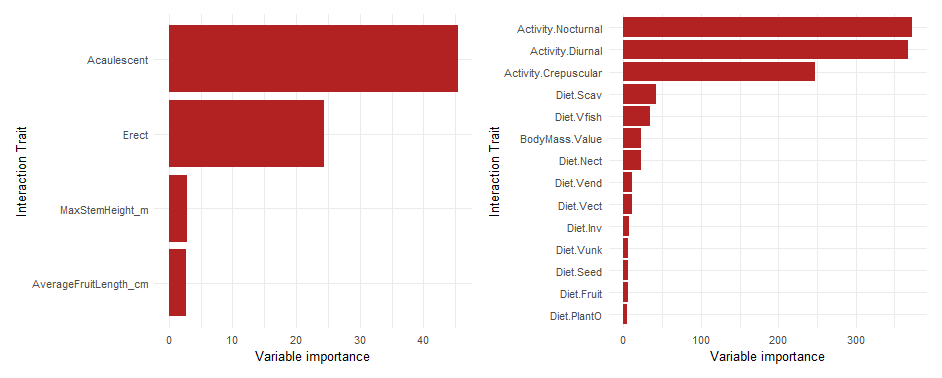 Interaction Trait
Acaulescent
Erect
MaxStemHeight_m
AverageFruitLength_cm
0 10 20 30 40
Variable importance
Interaction Trait
Activity.Nocturnal
Activity.Diurnal
Activity.Crepuscular
Diet.Scav
Diet.Vfish
BodyMass.Value
Diet.Nect
Diet.Vend
Diet.Vect
Diet.Inv
Diet.Vunk
Diet.Seed
Diet.Fruit
Diet.PlantO
0 100 200 300
Variable importance